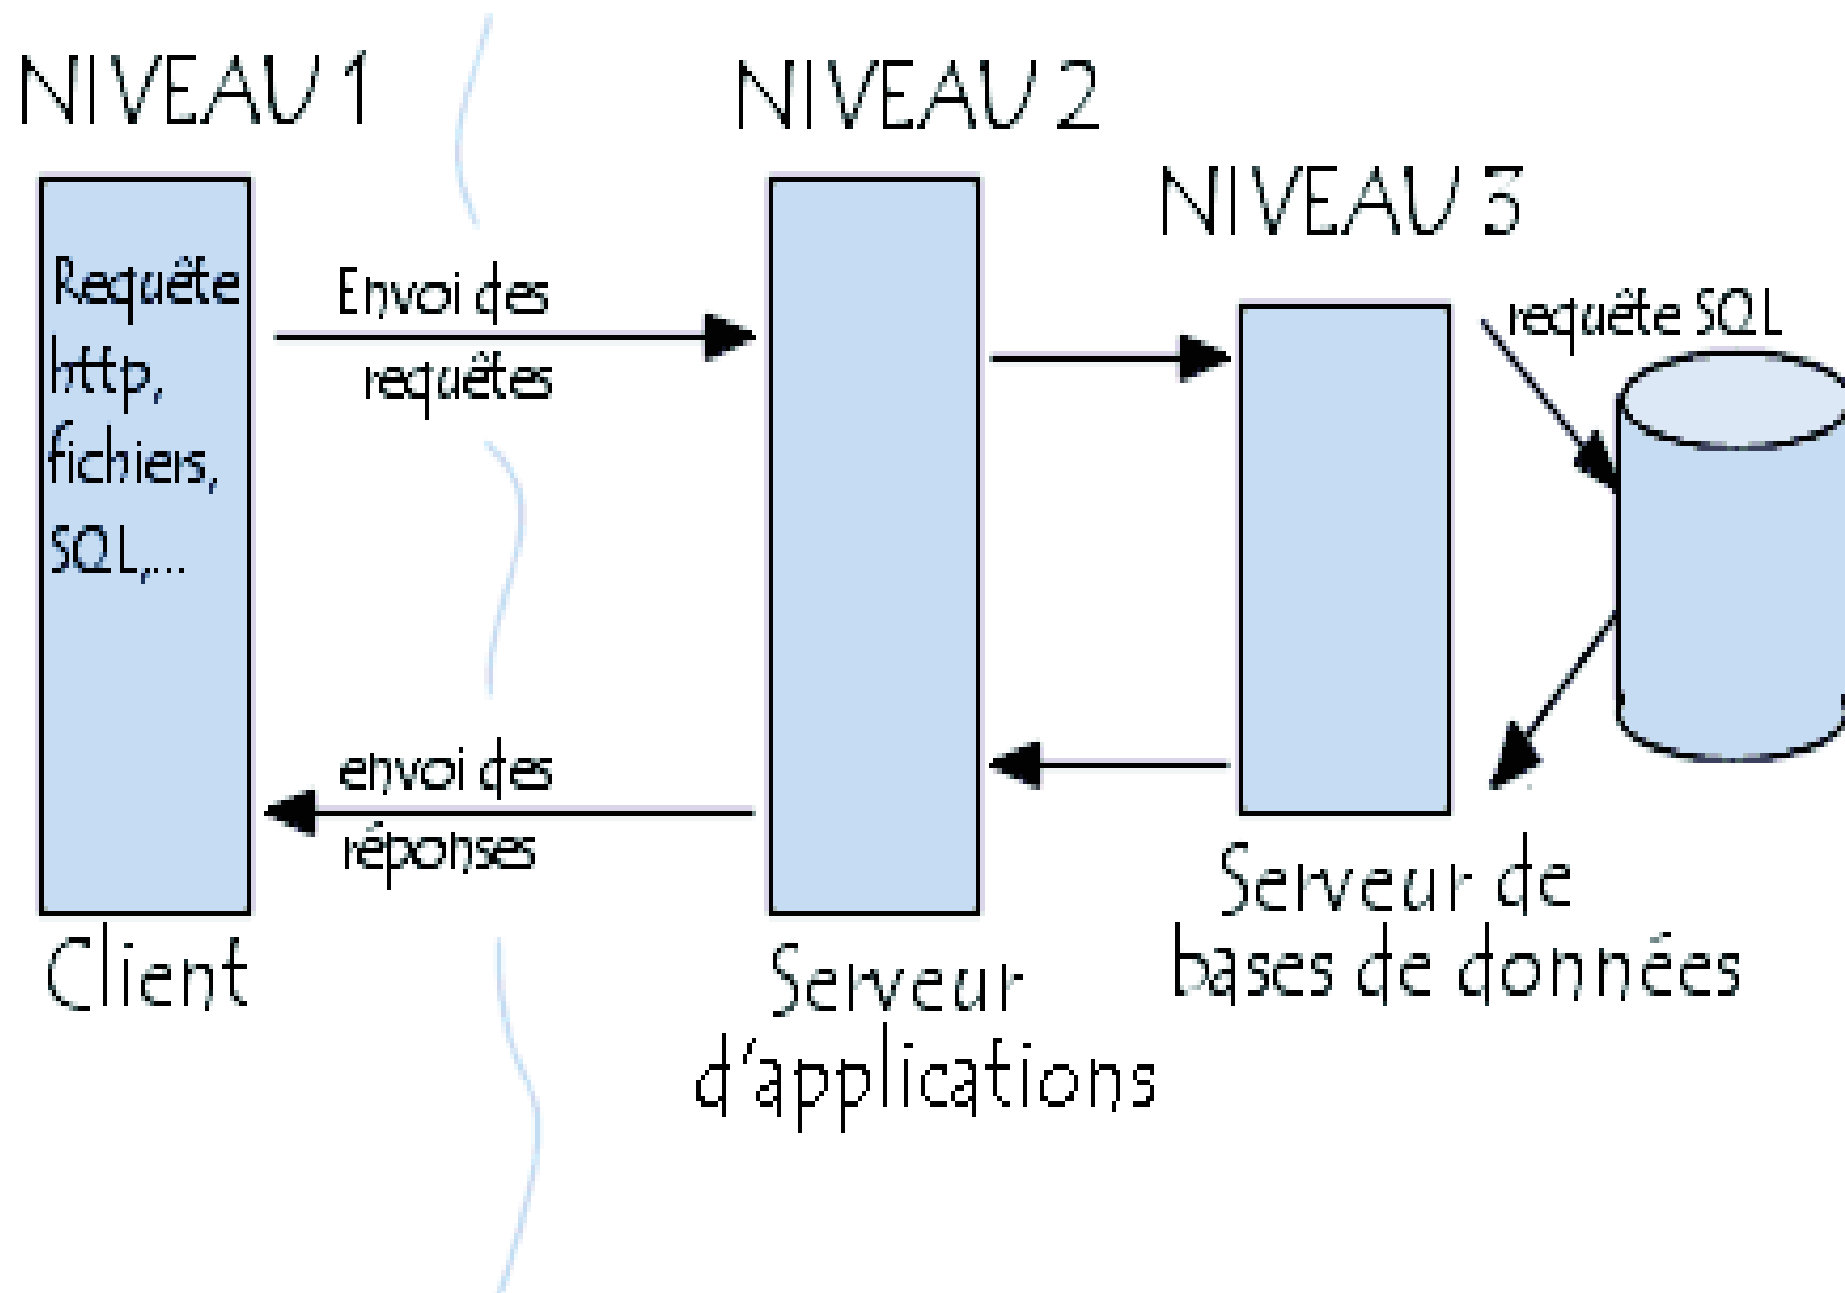 NIVEAU 1
NIVEAU 2
NIVEAU 3
Requête
http,
fichiers,
SQL,...
Envoi des
requêtes
requête SQL
envoi des
réponses
Client
Serveur
d'applications
Serveur de
bases de données